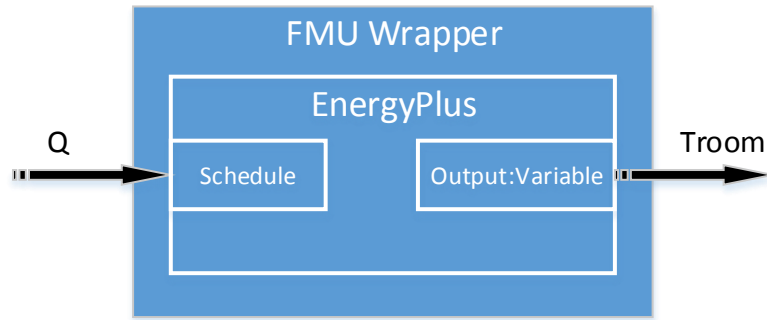 FMU Wrapper
EnergyPlus
Q
Troom
Schedule
Output:Variable